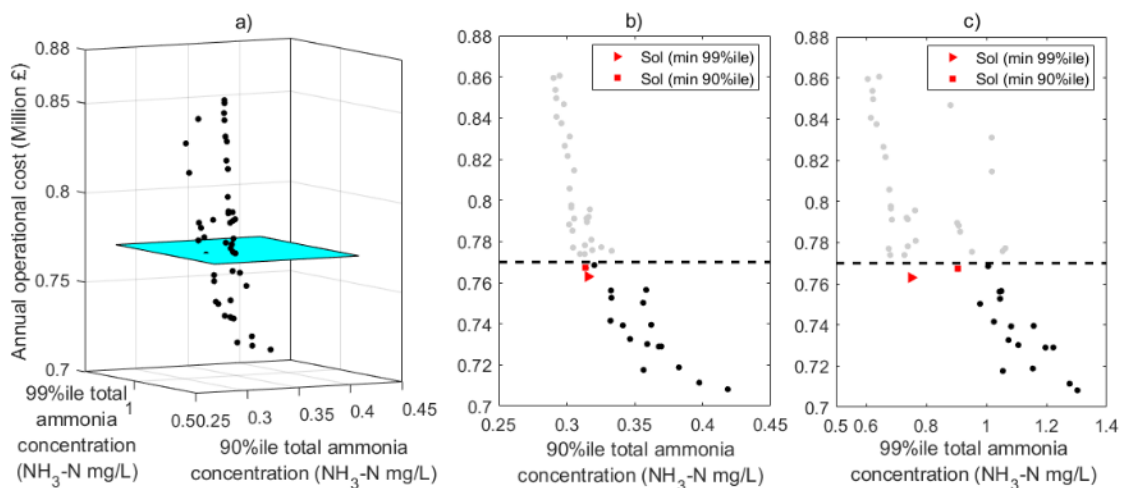 a)
0.88
0.85
0.8
0.75
0.7
Annual operational cost (Million £)
99%ile total
ammonia
concentration
(NH3-N mg/L)
1
0.5
0.25
0.3
0.35
0.4
0.45
90%ile total ammonia
concentration (NH3-N mg/L)
b)
Sol (min 99%ile)
Sol (min 90%ile)
0.88
0.86
0.84
0.82
0.8
0.78
0.76
0.74
0.72
0.7
0.25 0.3 0.35 0.4 0.45
90%ile total ammonia
concentration (NH3-N mg/L)
c)
Sol (min 99%ile)
Sol (min 90%ile)
0.88
0.86
0.84
0.82
0.8
0.78
0.76
0.74
0.72
0.7
0.5 0.6 0.8 1 1.2 1.4
99%ile total ammonia
concentration (NH3-N mg/L)